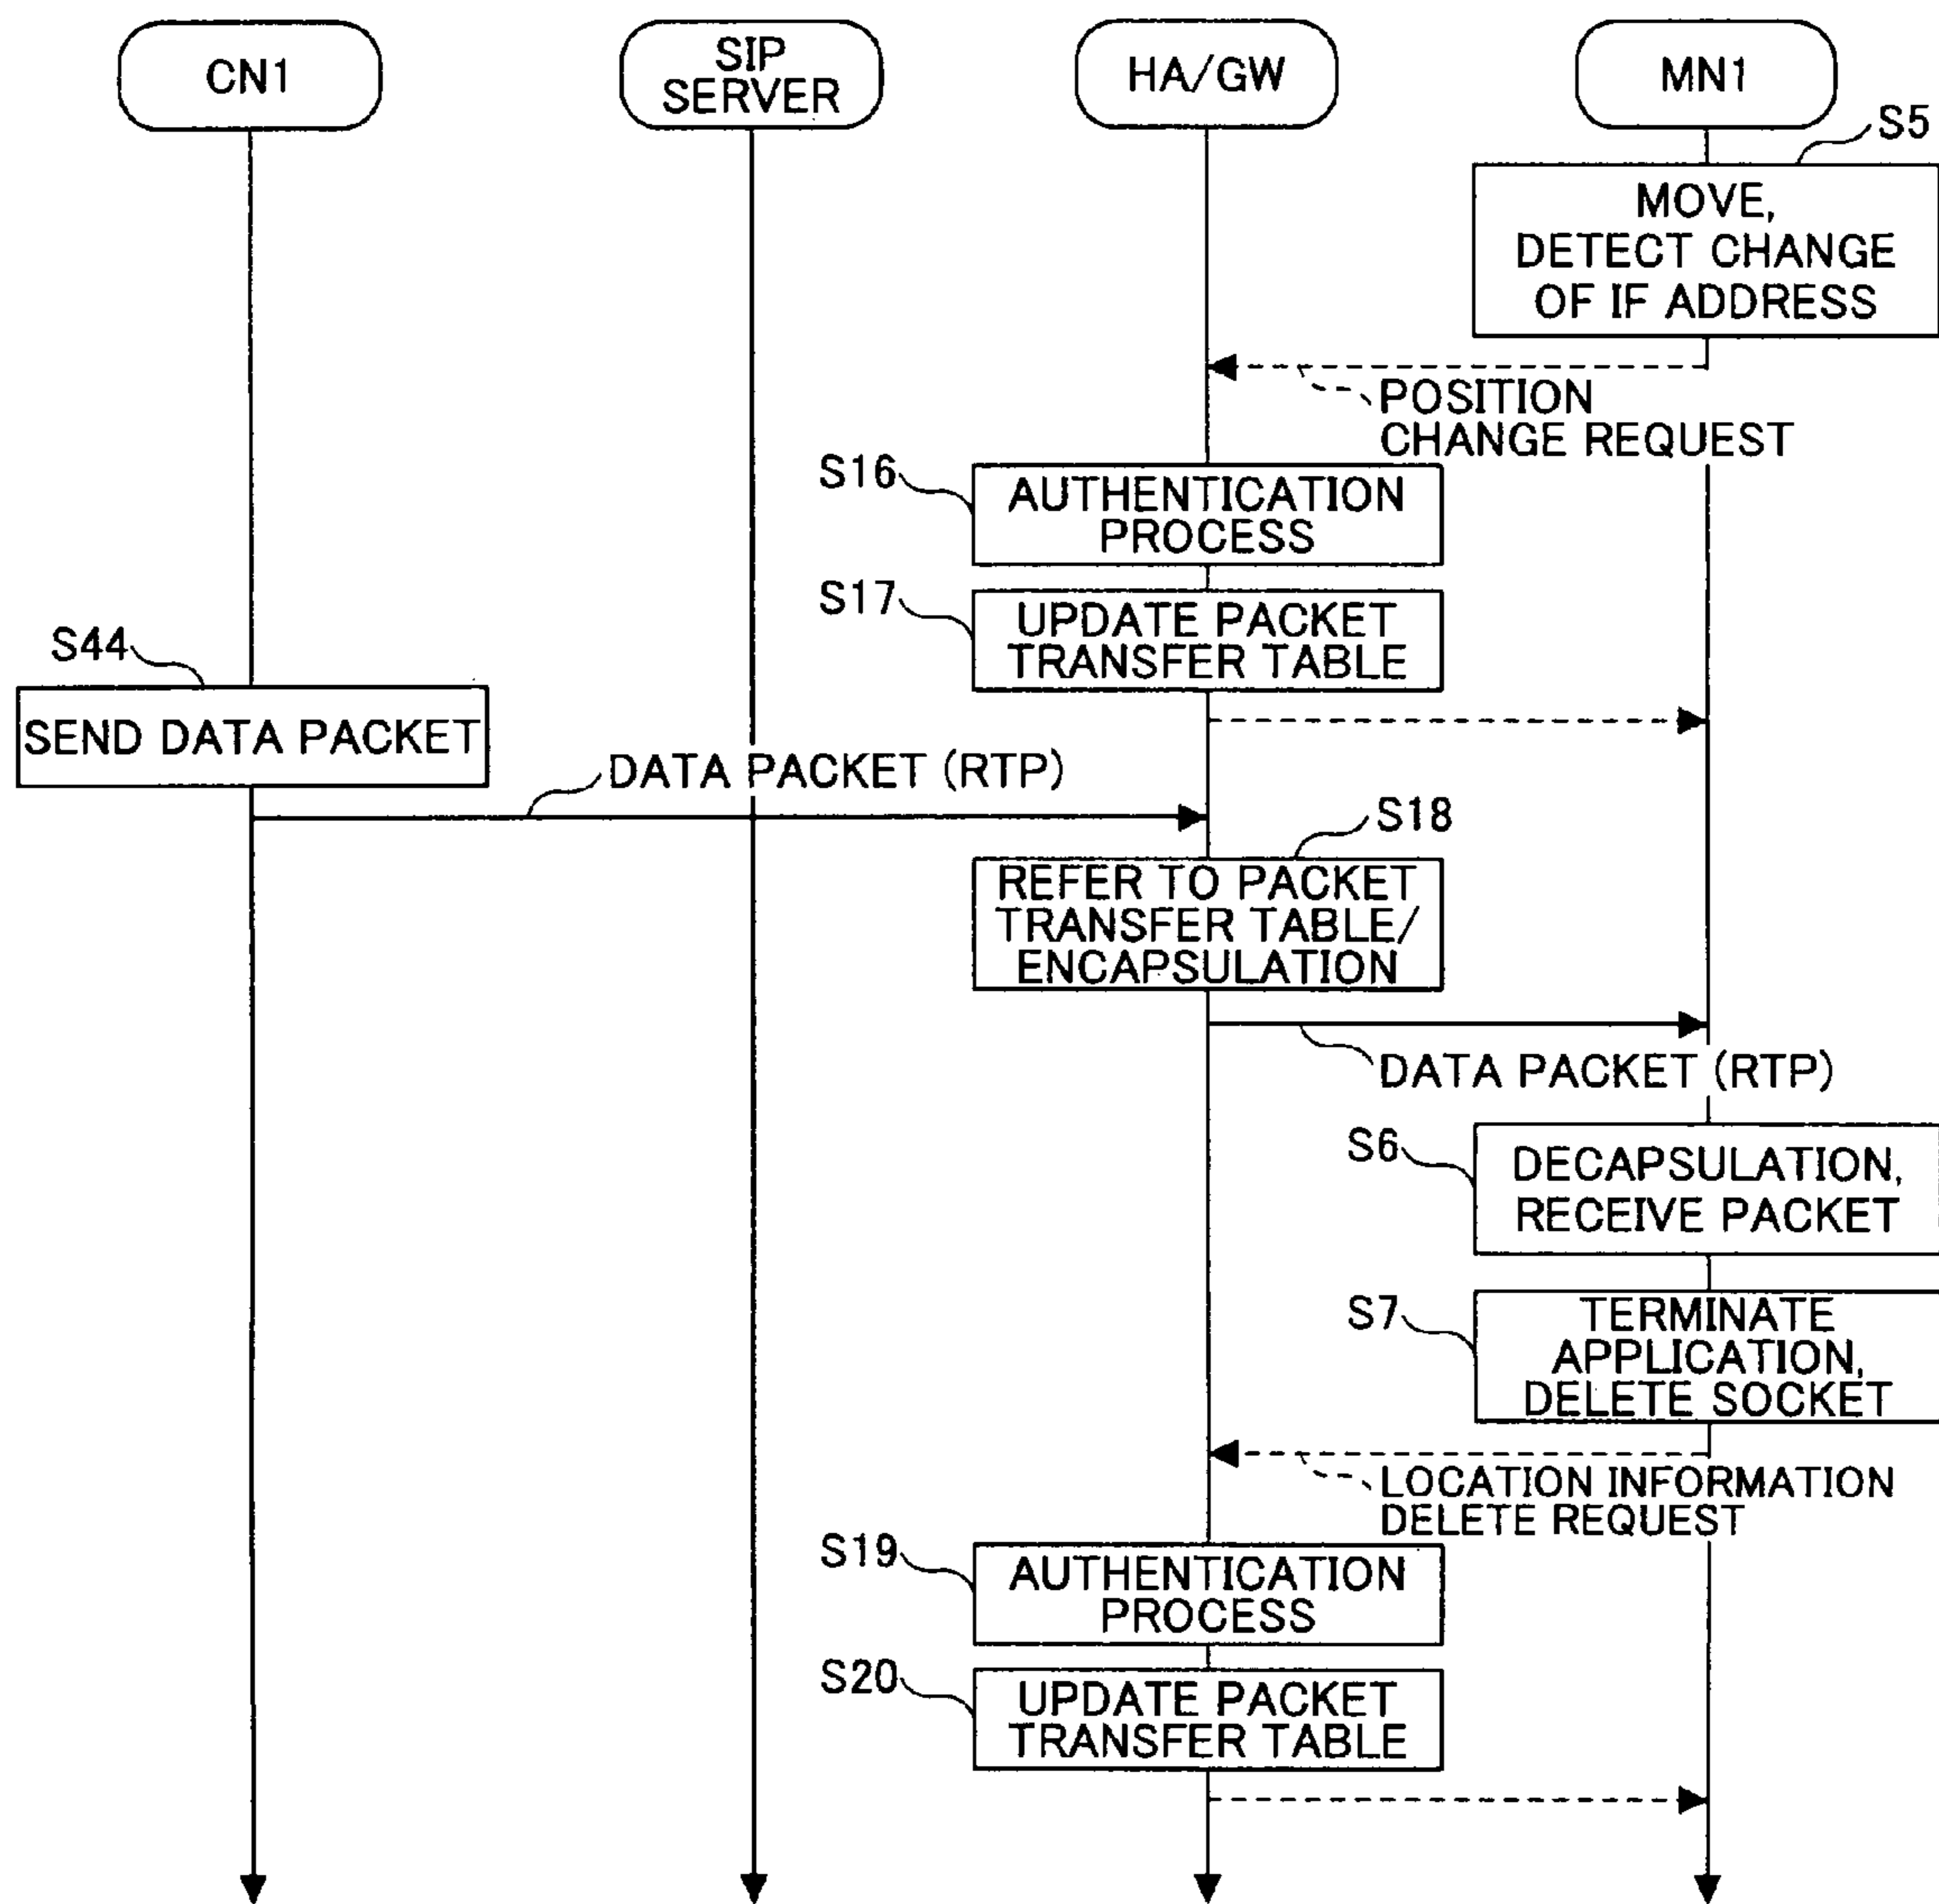 CN1
SIP
SERVER
HA/GW
MN1
S5
MOVE,
DETECT CHANGE
OF IF ADDRESS
POSITION
CHANGE REQUEST
S16
AUTHENTICATION
PROCESS
S17
UPDATE PACKET
TRANSFER TABLE
S44
SEND DATA PACKET
DATA PACKET (RTP)
S18
REFER TO PACKET
TRANSFER TABLE/
ENCAPSULATION
DATA PACKET (RTP)
S6
DECAPSULATION,
RECEIVE PACKET
S7
TERMINATE
APPLICATION,
DELETE SOCKET
LOCATION INFORMATION
DELETE REQUEST
S19
AUTHENTICATION
PROCESS
S20
UPDATE PACKET
TRANSFER TABLE